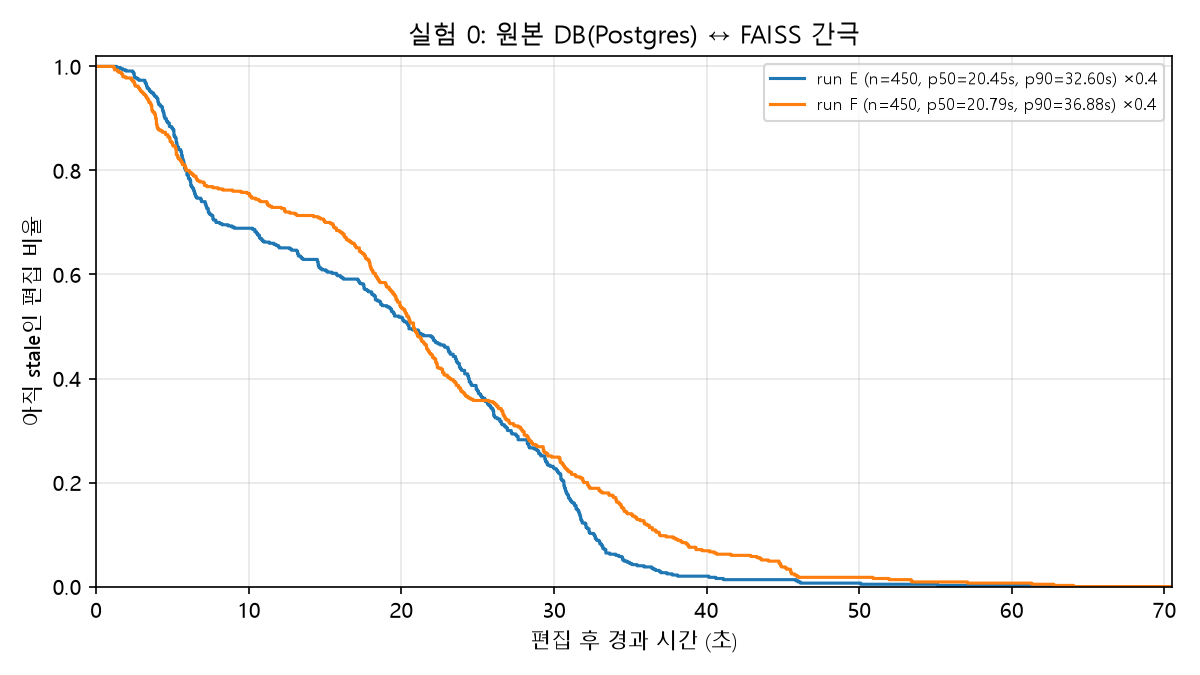 실험 0: 원본 DB(Postgres) ↔ FAISS 간극
run E (n=450, p50=20.45s, p90=32.60s) ×0.4
run F (n=450, p50=20.79s, p90=36.88s) ×0.4
아직 stale인 편집 비율
1.0
0.8
0.6
0.4
0.2
0.0
0 10 20 30 40 50 60 70
편집 후 경과 시간 (초)